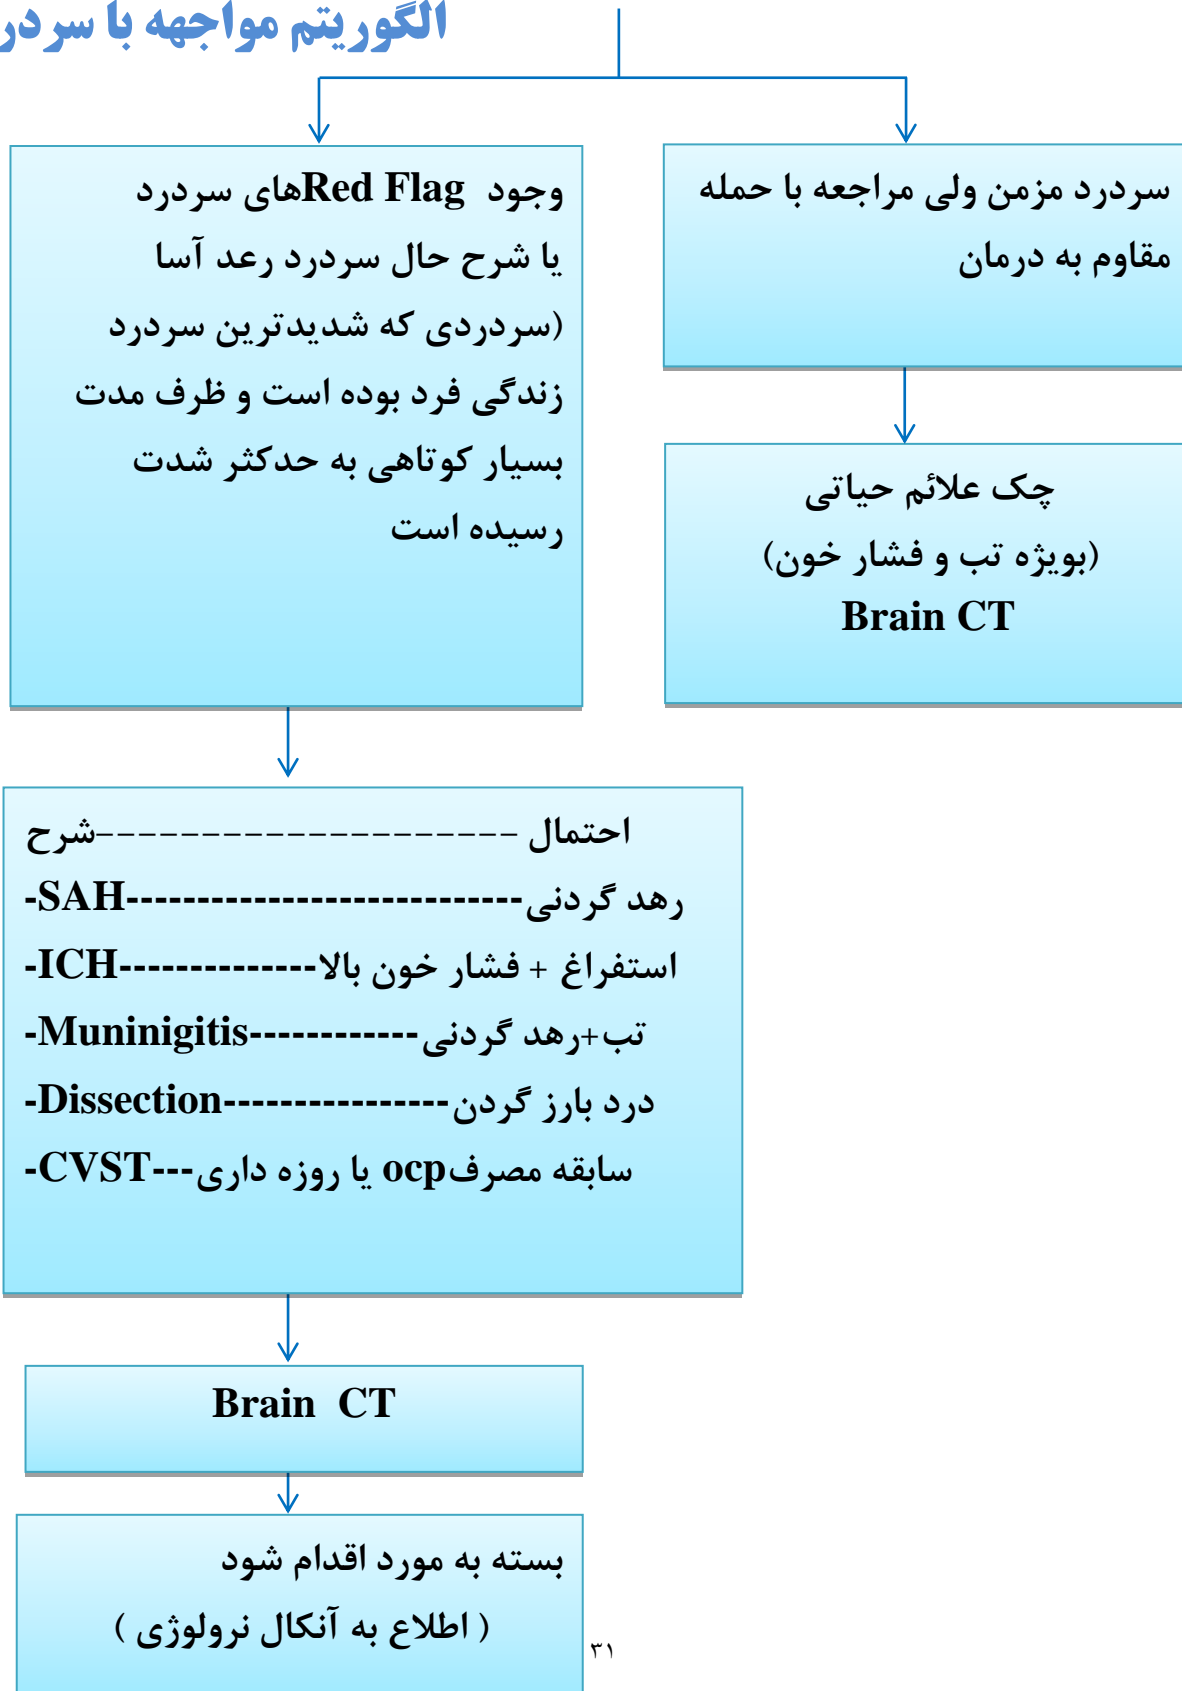 الگوریتم مواجهه با سردر
سردرد مزمن ولی مراجعه با حمله
مقاوم به درمان
چک علائم حیاتی
(بویژه تب و فشار خون)
Brain CT
وجود Red Flagهای سردرد
یا شرح حال سردرد رعد آسا
(سردردی که شدیدترین سردرد
زندگی فرد بوده است و ظرف مدت
بسیار کوتاهی به حدکثر شدت
رسیده است
احتمال --------------------شرح
رهد گردنی----------------------------SAH-
استفراغ + فشار خون بالا--------------ICH-
تب+رهد گردنی------------Muninigitis-
درد بارز گردن----------------Dissection-
سابقه مصرفocp یا روزه داری---CVST-
Brain CT
بسته به مورد اقدام شود
( اطلاع به آنکال نرولوژی )
۳۱